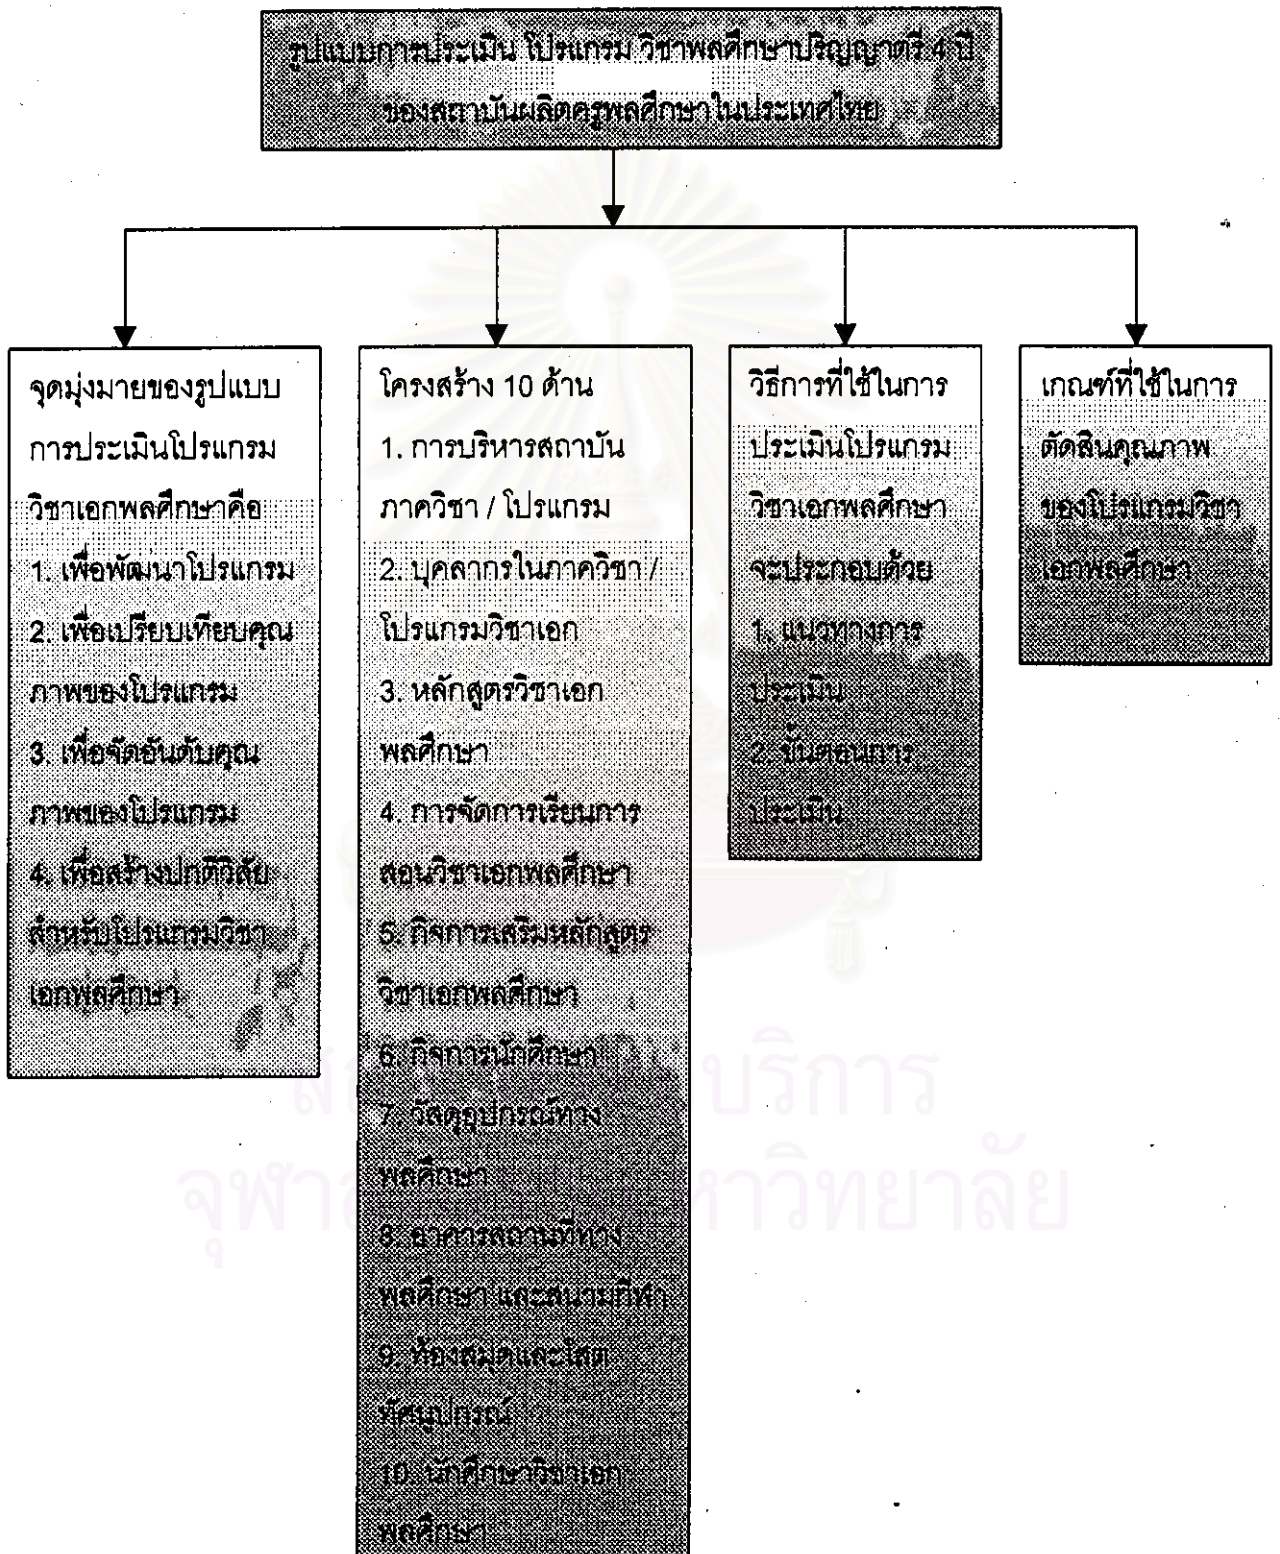 รูปแบบการประเมิน โปรแกรม วิชาพลศึกษาปริญญาตรี 4 ปี
ของสถาบันผลิตครูพลศึกษาในประเทศไทย
จุดมุ่งมายของรูปแบบ
การประเมินโปรแกรม
วิชาเอกพลศึกษาคือ
1. เพื่อพัฒนาโปรแกรม
2. เพื่อเปรียบเทียบคุณ
ภาพของโปรแกรม
3. เพื่อจัดอันดับคุณ
ภาพของโปรแกรม
4. เพื่อสร้างปกติวิสัย
สำหรับโปรแกรมวิชา
เอกพลศึกษา
โครงสร้าง 10 ด้าน
1. การบริหารสถาบัน
ภาควิชา / โปรแกรม
2. บุคลากรในภาควิชา /
โปรแกรมวิชาเอก
3. หลักสูตรวิชาเอก
พลศึกษา
4. การจัดการเรียนการ
สอนวิชาเอกพลศึกษา
5. กิจการเสริมหลักสูตร
วิชาเอกพลศึกษา
6. กิจการนักศึกษา
7. วัสดุอุปกรณ์ทาง
พลศึกษา
8. อาคารสถานที่ทาง
พลศึกษา และสนามกีฬา
9. ห้องสมุดและโสต
ทัศนูปกรณ์
10. นักศึกษาวิชาเอก
พลศึกษา
วิธีการที่ใช้ในการ
ประเมินโปรแกรม
วิชาเอกพลศึกษา
จะประกอบด้วย
1. แนวทางการ
ประเมิน
2. ขั้นตอนการ
ประเมิน
เกณฑ์ที่ใช้ในการ
ตัดสินคุณภาพ
ของโปรแกรมวิชา
เอกพลศึกษา
บริการ